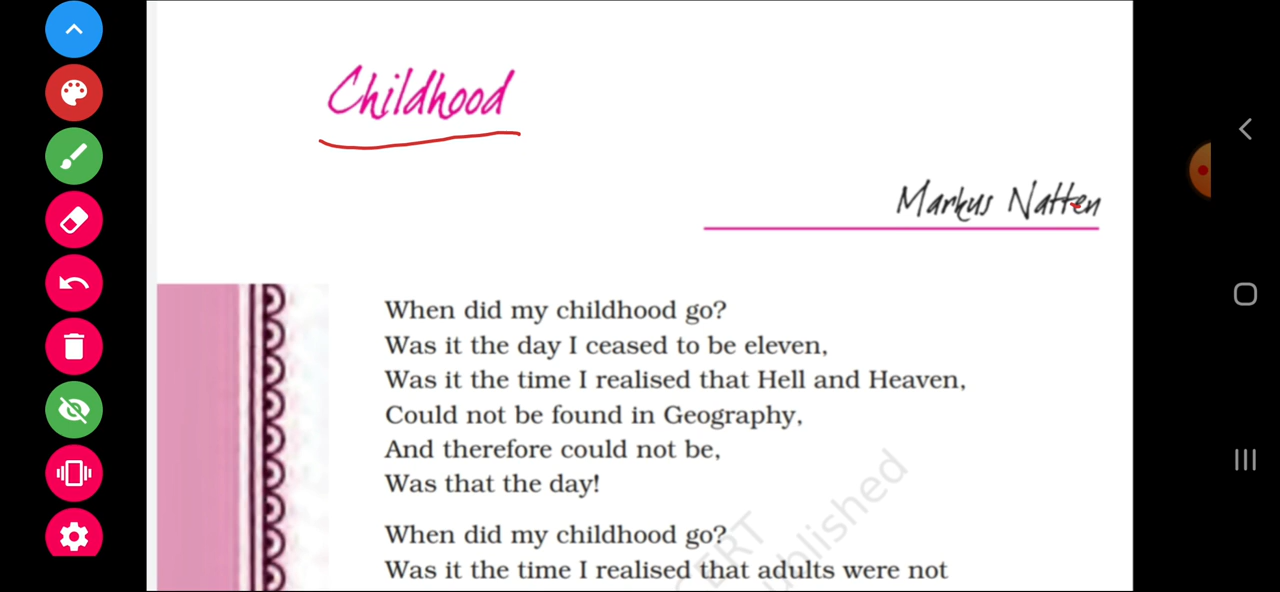 Childhood
Markus Natten
When did my childhood go?
Was it the day I ceased to be eleven,
Was it the time I realised that Hell and Heaven,
Could not be found in Geography,
And therefore could not be,
Was that the day!
When did my childhood go?
Was it the time I realised that adults were not